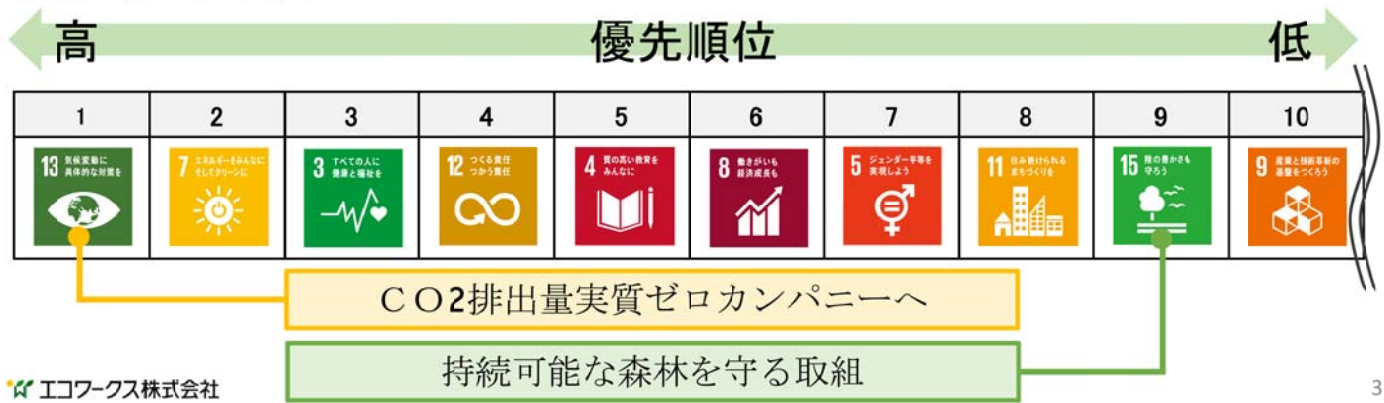 高 優先順位 低
1 2 3 4 5 6 7 8 9 10
13 気候変動に
具体的な対策を
7 エネルギーをみんなに
そしてクリーンに
3 すべての人に
健康と福祉を
12 つくる責任
つかう責任
4 質の高い教育を
みんなに
8 働きがいも
経済成長も
5 ジェンダー平等を
実現しよう
11 住み続けられる
まちづくりを
15 陸の豊かさも
守ろう
9 産業と技術革新の
基盤をつくろう
CO2排出量実質ゼロカンパニーへ
持続可能な森林を守る取組
エコワークス株式会社
3